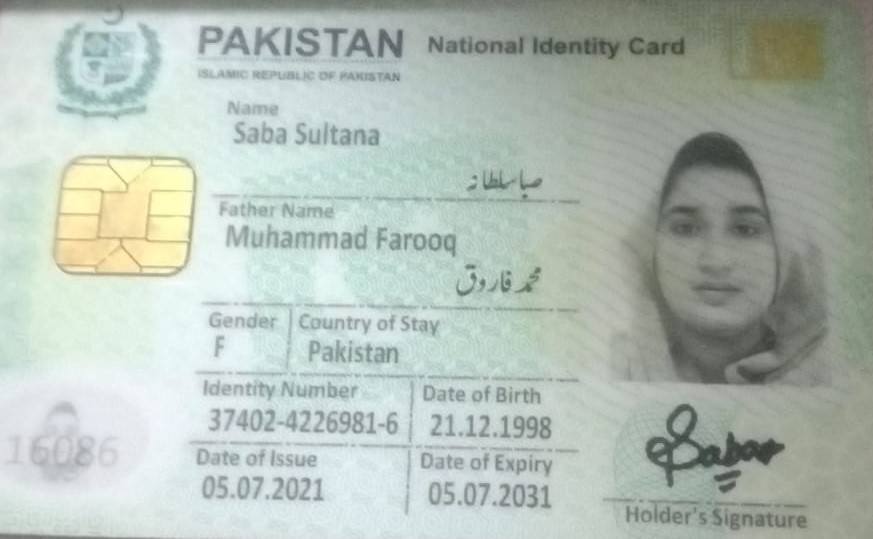 PAKISTAN National Identity Card
ISLAMIC REPUBLIC OF PAKISTAN
Name
Saba Sultana
صبا سلطانہ
Father Name
Muhammad Farooq
محمد فاروق
Gender Country of Stay
F Pakistan
Identity Number Date of Birth
37402-4226981-6 21.12.1998
Date of Issue Date of Expiry
05.07.2021 05.07.2031
16086
Sabar
Holder's Signature